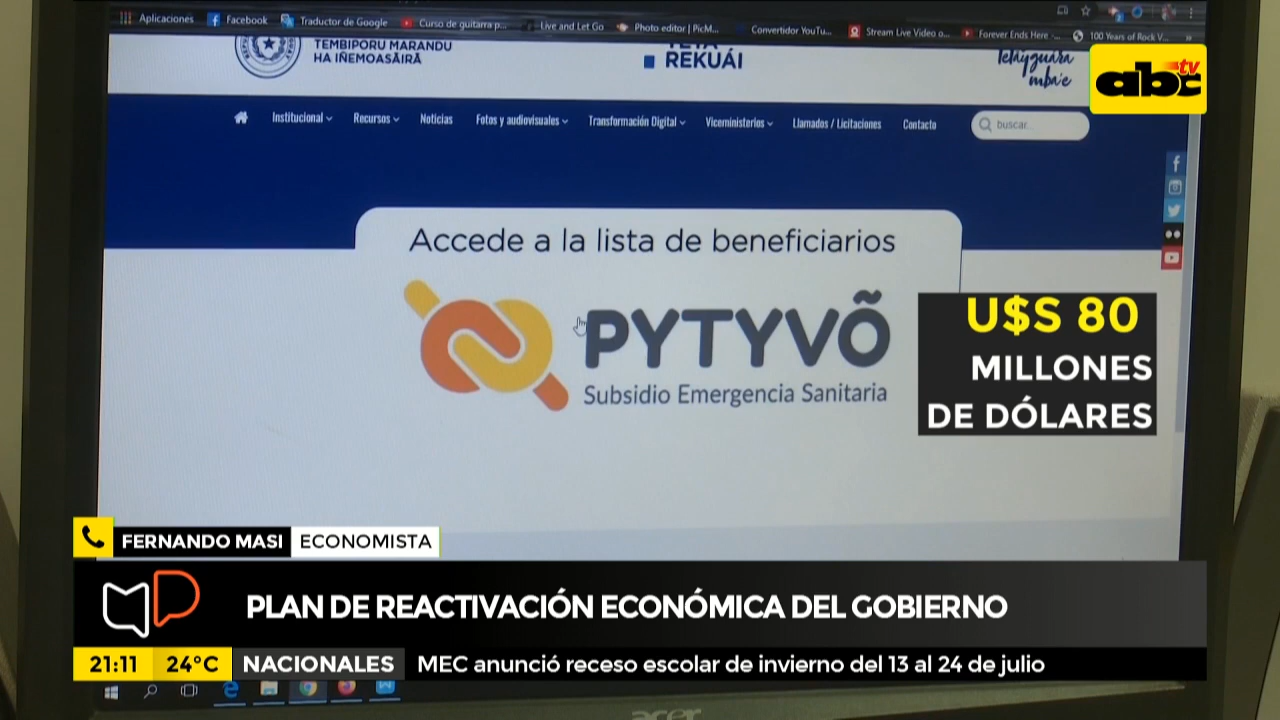 Aplicaciones Facebook Traductor de Google Curso de guitarra p... Live and Let Go Photo editor | PicM... Convertidor YouTu... Stream Live Video o... Forever Ends Here -... 100 Years of Rock V... »
TEMBIPORU MARANDU
HA IÑEMOASÃIRÃ
REKUÁI
mba'e
abc tv
Institucional Recursos Noticias Fotos y audiovisuales Transformación Digital Viceministerios Llamados / Licitaciones Contacto buscar...
Accede a la lista de beneficiarios
PYTYVÕ
Subsidio Emergencia Sanitaria
U$S 80
MILLONES
DE DÓLARES
FERNANDO MASI ECONOMISTA
PLAN DE REACTIVACIÓN ECONÓMICA DEL GOBIERNO
21:11 24°C NACIONALES MEC anunció receso escolar de invierno del 13 al 24 de julio
acer